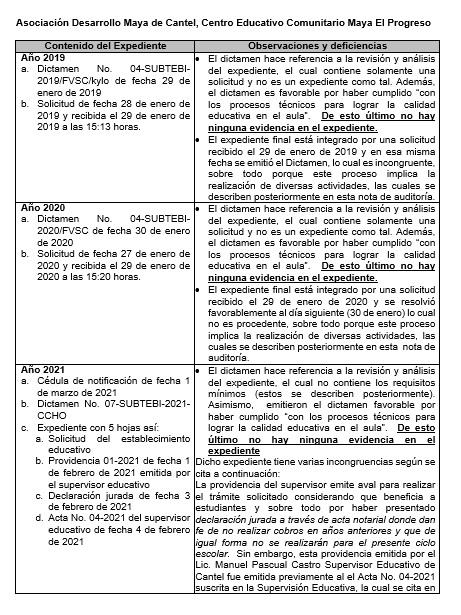 Asociación Desarrollo Maya de Cantel, Centro Educativo Comunitario Maya El Progreso
Contenido del Expediente
Observaciones y deficiencias
Año 2019
a. Dictamen No. 04-SUBTEBI-
2019/FVSC/kylo de fecha 29 de
enero de 2019
b. Solicitud de fecha 28 de enero de
2019 y recibida el 29 de enero de
2019 a las 15:13 horas.
• El dictamen hace referencia a la revisión y análisis
del expediente, el cual contiene solamente una
solicitud y no es un expediente como tal. Además,
el dictamen es favorable por haber cumplido “con
los procesos técnicos para lograr la calidad
educativa en el aula”. De esto último no hay
ninguna evidencia en el expediente.
• El expediente final está integrado por una solicitud
recibido el 29 de enero de 2019 y en esa misma
fecha se emitió el Dictamen, lo cual es incongruente,
sobre todo porque este proceso implica la
realización de diversas actividades, las cuales se
describen posteriormente en esta nota de auditoría.
Año 2020
a. Dictamen No. 04-SUBTEBI-
2020/FVSC de fecha 30 de enero
de 2020
b. Solicitud de fecha 27 de enero de
2020 y recibida el 29 de enero de
2020 a las 15:20 horas.
• El dictamen hace referencia a la revisión y análisis
del expediente, el cual contiene solamente una
solicitud y no es un expediente como tal. Además,
el dictamen es favorable por haber cumplido “con
los procesos técnicos para lograr la calidad
educativa en el aula”. De esto último no hay
ninguna evidencia en el expediente.
• El expediente final está integrado por una solicitud
recibido el 29 de enero de 2020 y se resolvió
favorablemente al día siguiente (30 de enero) lo cual
no es procedente, sobre todo porque este proceso
implica la realización de diversas actividades, las
cuales se describen posteriormente en esta nota de
auditoría.
Año 2021
a. Cédula de notificación de fecha 1
de marzo de 2021
b. Dictamen No. 07-SUBTEBI-2021-
CCHO
c. Expediente con 5 hojas así:
a. Solicitud del establecimiento
educativo
b. Providencia 01-2021 de fecha 1
de febrero de 2021 emitida por
el supervisor educativo
c. Declaración jurada de fecha 3
de febrero de 2021
d. Acta No. 04-2021 del supervisor
educativo de fecha 4 de febrero
de 2021
• El dictamen hace referencia a la revisión y análisis
del expediente, el cual no contiene los requisitos
mínimos (estos se describen posteriormente).
Asimismo, emitieron el dictamen favorable por
haber cumplido “con los procesos técnicos para
lograr la calidad educativa en el aula”. De esto
último no hay ninguna evidencia en el
expediente
Dicho expediente tiene varias incongruencias según se
cita a continuación:
La providencia del supervisor emite aval para realizar
el trámite solicitado considerando que beneficia a
estudiantes y sobre todo por haber presentado
declaración jurada a través de acta notarial donde dan
fe de no realizar cobros en años anteriores y que de
igual forma no se realizarán para el presente ciclo
escolar. Sin embargo, esta providencia emitida por el
Lic. Manuel Pascual Castro Supervisor Educativo de
Cantel fue emitida previamente al el Acta No. 04-2021
suscrita en la Supervisión Educativa, la cual se cita en